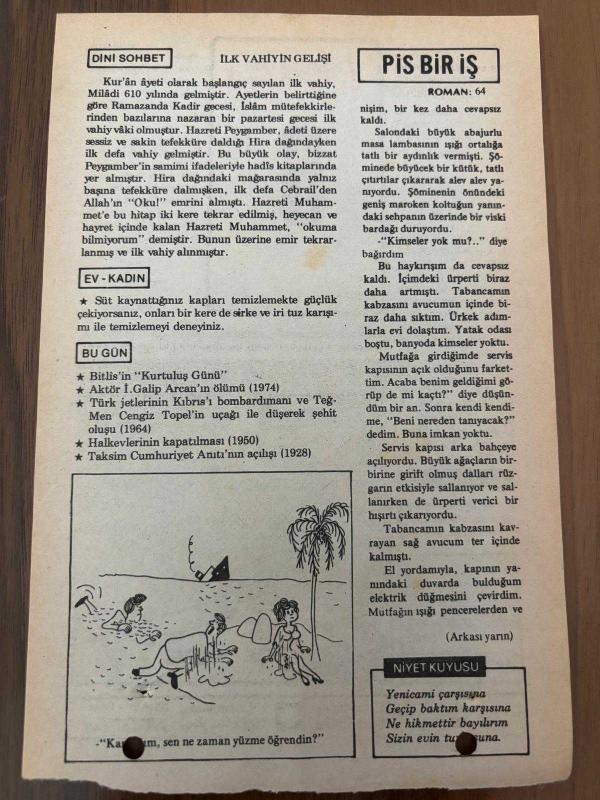 DİNİ SOHBET
İLK VAHİYİN GELİŞİ
Kur'ân âyeti olarak başlangıç sayılan ilk vahiy,
Milâdi 610 yılında gelmiştir. Ayetlerin belirttiğine
göre Ramazanda Kadir gecesi, İslâm mütefekkirle-
rinden bazılarına nazaran bir pazartesi gecesi ilk
vahiy vâki olmuştur. Hazreti Peygamber, âdeti üzere
sessiz ve sakin tefekküre daldığı Hira dağındayken
ilk defa vahiy gelmiştir. Bu büyük olay, bizzat
Peygamber'in samimi ifadeleriyle hadîs kitaplarında
yer almıştır. Hira dağındaki mağarasında yalnız
başına tefekküre dalmışken, ilk defa Cebrail'den
Allah'ın "Oku!" emrini almıştı. Hazreti Muham-
met'e bu hitap iki kere tekrar edilmiş, heyecan ve
hayret içinde kalan Hazreti Muhammet, "okuma
bilmiyorum" demiştir. Bunun üzerine emir tekrar-
lanmış ve ilk vahiy alınmıştır.
EV - KADIN
★ Süt kaynattığınız kapları temizlemekte güçlük
çekiyorsanız, onları bir kere de sirke ve iri tuz karışı-
mı ile temizlemeyi deneyiniz.
BU GÜN
★ Bitlis'in "Kurtuluş Günü"
★ Aktör İ.Galip Arcan'ın ölümü (1974)
★ Türk jetlerinin Kıbrıs'ı bombardımanı ve Teğ-
Men Cengiz Topel'in uçağı ile düşerek şehit
oluşu (1964)
★ Halkevlerinin kapatılması (1950)
★ Taksim Cumhuriyet Anıtı'nın açılışı (1928)
-"Kaım, sen ne zaman yüzme öğrendin?"
PİS BİR İŞ
ROMAN: 64
nişim, bir kez daha cevapsız
kaldı.
Salondaki büyük abajurlu
masa lambasının ışığı ortalığa
tatlı bir aydınlık vermişti. Şö-
minede büyücek bir kütük, tatlı
çıtırtılar çıkararak alev alev ya-
nıyordu. Şöminenin önündeki
geniş maroken koltuğun yanın-
daki sehpanın üzerinde bir viski
bardağı duruyordu.
-"Kimseler yok mu?.." diye
bağırdım
Bu haykırışım da cevapsız
kaldı. İçimdeki ürperti biraz
daha artmıştı. Tabancamın
kabzasını avucumun içinde bi-
raz daha sıktım. Ürkek adım-
larla evi dolaştım. Yatak odası
boştu, banyoda kimseler yoktu.
Mutfağa girdiğimde servis
kapısının açık olduğunu farket-
tim. Acaba benim geldiğimi gö-
rüp de mi kaçtı?" diye düşün-
düm bir an. Sonra kendi kendi-
me, "Beni nereden tanıyacak?"
dedim. Buna imkan yoktu.
Servis kapısı arka bahçeye
açılıyordu. Büyük ağaçların bir-
birine girift olmuş dalları rüz-
garın etkisiyle sallanıyor ve sal-
lanırken de ürperti verici bir
hışırtı çıkarıyordu.
Tabancamın kabzasını kav-
rayan sağ avucum ter içinde
kalmıştı.
El yordamıyla, kapının ya-
nındaki duvarda bulduğum
elektrik düğmesini çevirdim.
Mutfağın ışığı pencerelerden ve
(Arkası yarın)
NİYET KUYUSU
Yenicami çarşısına
Geçip baktım karşısına
Ne hikmettir bayılırım
Sizin evin tu una.